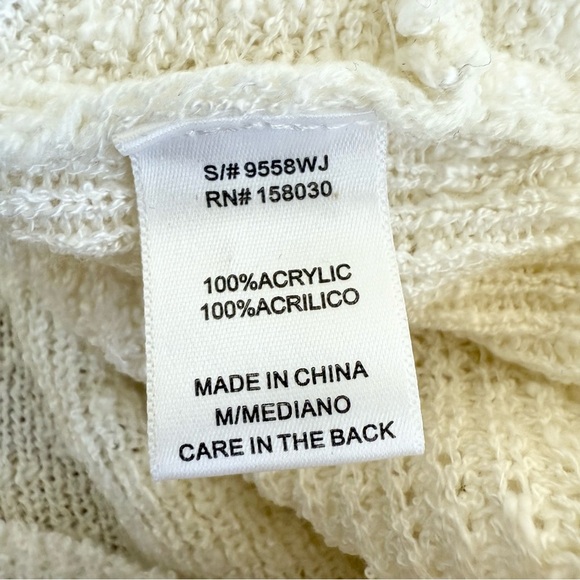 S/# 9558WJ
RN# 158030
100%ACRYLIC
100%ACRILICO
MADE IN CHINA
M/MEDIANO
CARE IN THE BACK